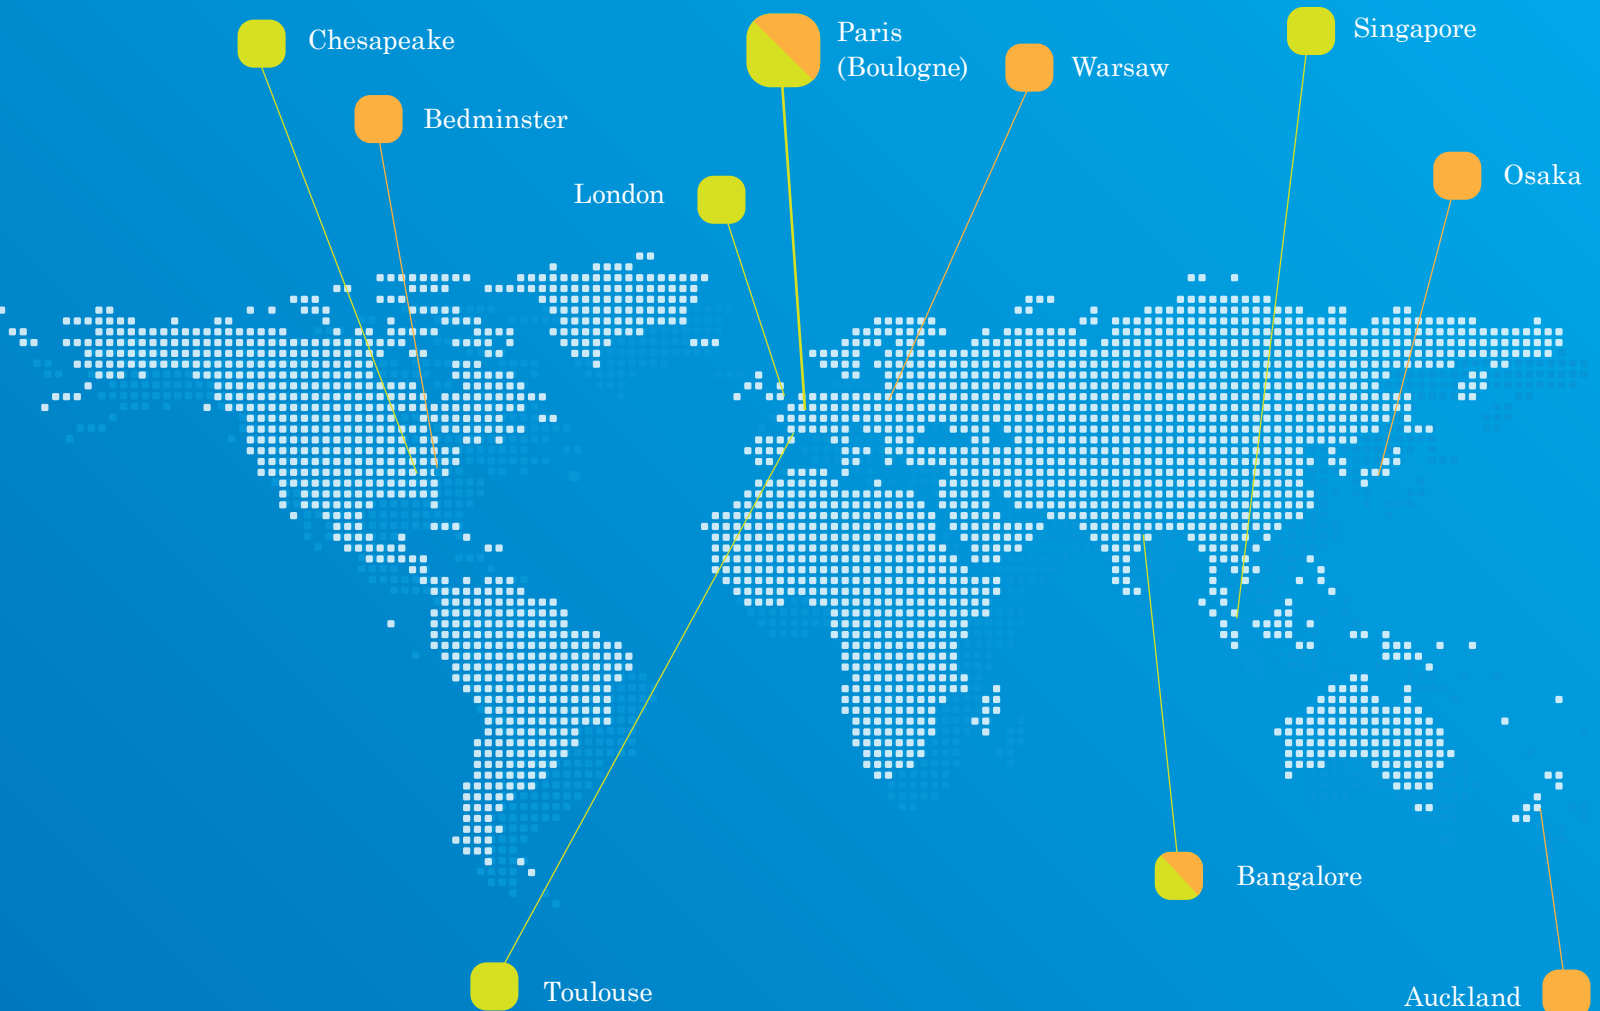 Chesapeake
Bedminster
London
Paris
(Boulogne)
Warsaw
Singapore
Osaka
Bangalore
Toulouse
Auckland